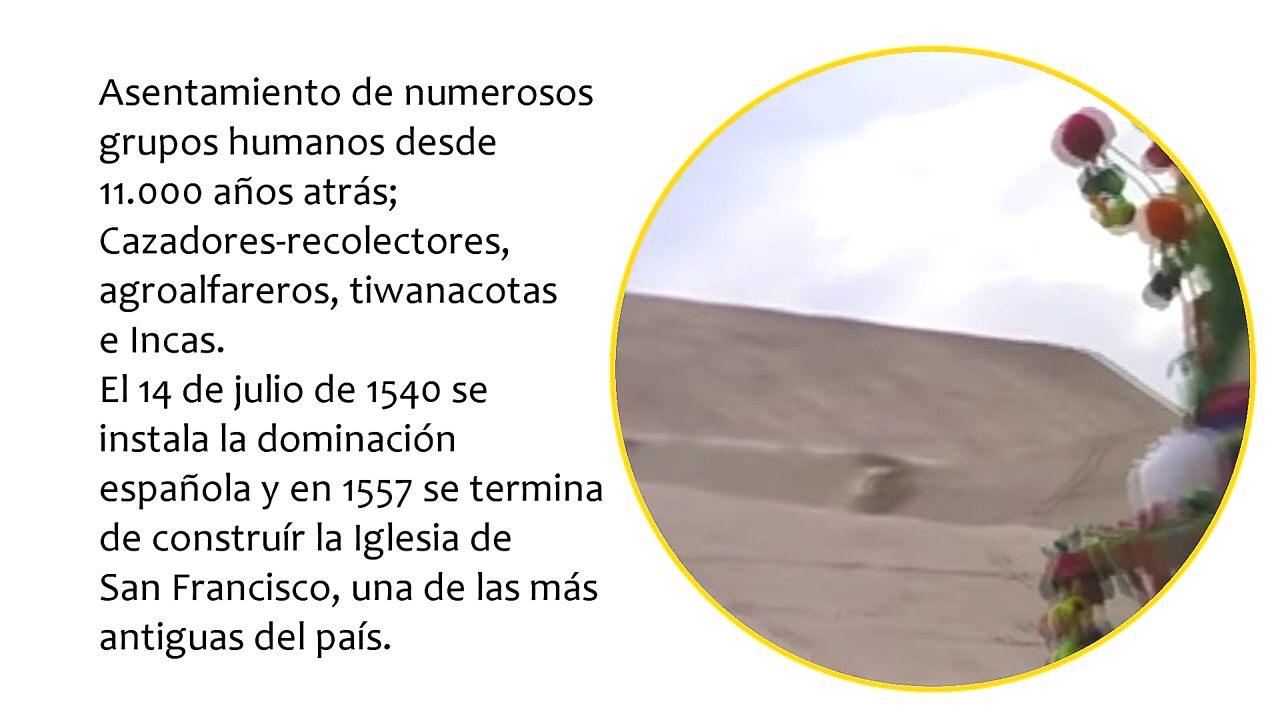 Asentamiento de numerosos
grupos humanos desde
11.000 años atrás;
Cazadores-recolectores,
agroalfareros, tiwanacotas
e Incas.
El 14 de julio de 1540 se
instala la dominación
española y en 1557 se termina
de construír la Iglesia de
San Francisco, una de las más
antiguas del país.